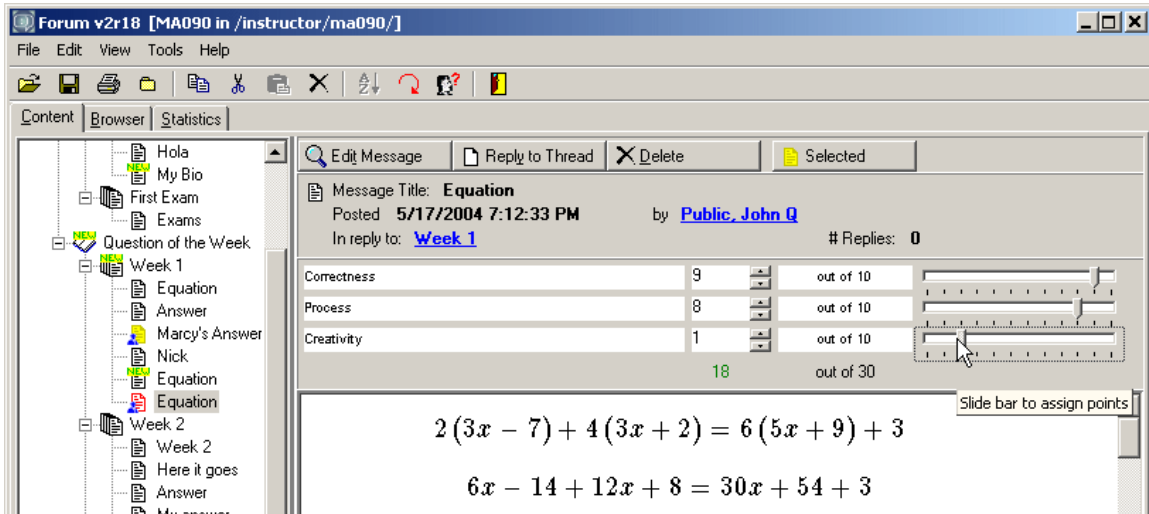 Forum v2r18 [MA090 in /instructor/ma090/]
File Edit View Tools Help
Content Browser Statistics
Hola
NEW
My Bio
First Exam
Exams
NEW
Question of the Week
NEW
Week 1
Equation
Answer
Marcy's Answer
Nick
NEW
Equation
Equation
Week 2
Week 2
Here it goes
Answer
My answer
Edit Message Reply to Thread Delete Selected
Message Title: Equation
Posted 5/17/2004 7:12:33 PM by Public, John Q
In reply to: Week 1 # Replies: 0
Correctness 9 out of 10
Process 8 out of 10
Creativity 1 out of 10
18 out of 30
Slide bar to assign points
2(3x − 7) + 4(3x + 2) = 6(5x + 9) + 3
6x − 14 + 12x + 8 = 30x + 54 + 3